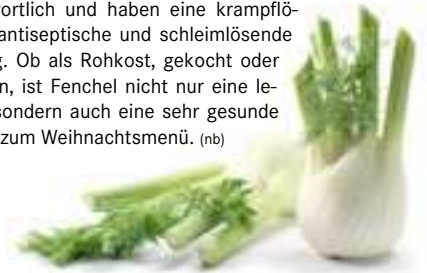 wortlich und haben eine krampflö-
antiseptische und schleimlösende
g. Ob als Rohkost, gekocht oder
n, ist Fenchel nicht nur eine le-
sondern auch eine sehr gesunde
zum Weihnachtsmenü. (nb)